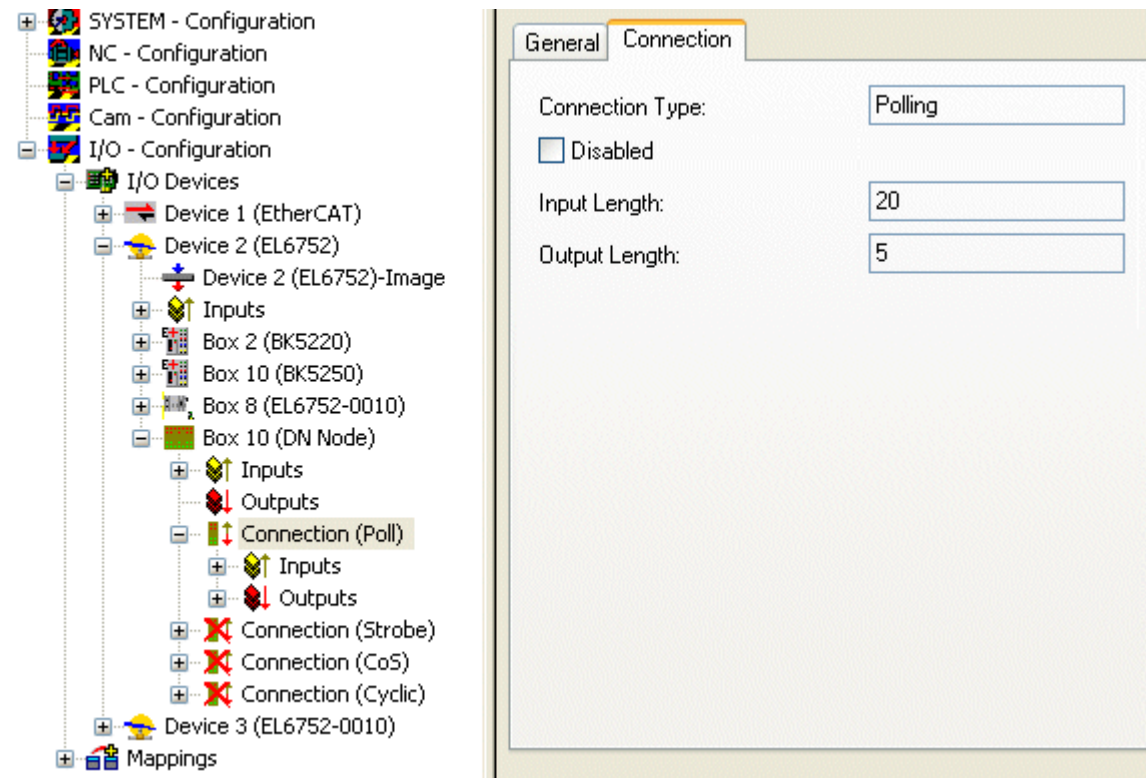 SYSTEM - Configuration
NC - Configuration
PLC - Configuration
Cam - Configuration
I/O - Configuration
I/O Devices
Device 1 (EtherCAT)
Device 2 (EL6752)
Device 2 (EL6752)-Image
Inputs
Box 2 (BK5220)
Box 10 (BK5250)
Box 8 (EL6752-0010)
Box 10 (DN Node)
Inputs
Outputs
Connection (Poll)
Inputs
Outputs
Connection (Strobe)
Connection (CoS)
Connection (Cyclic)
Device 3 (EL6752-0010)
Mappings
General Connection
Connection Type: Polling
Disabled
Input Length: 20
Output Length: 5